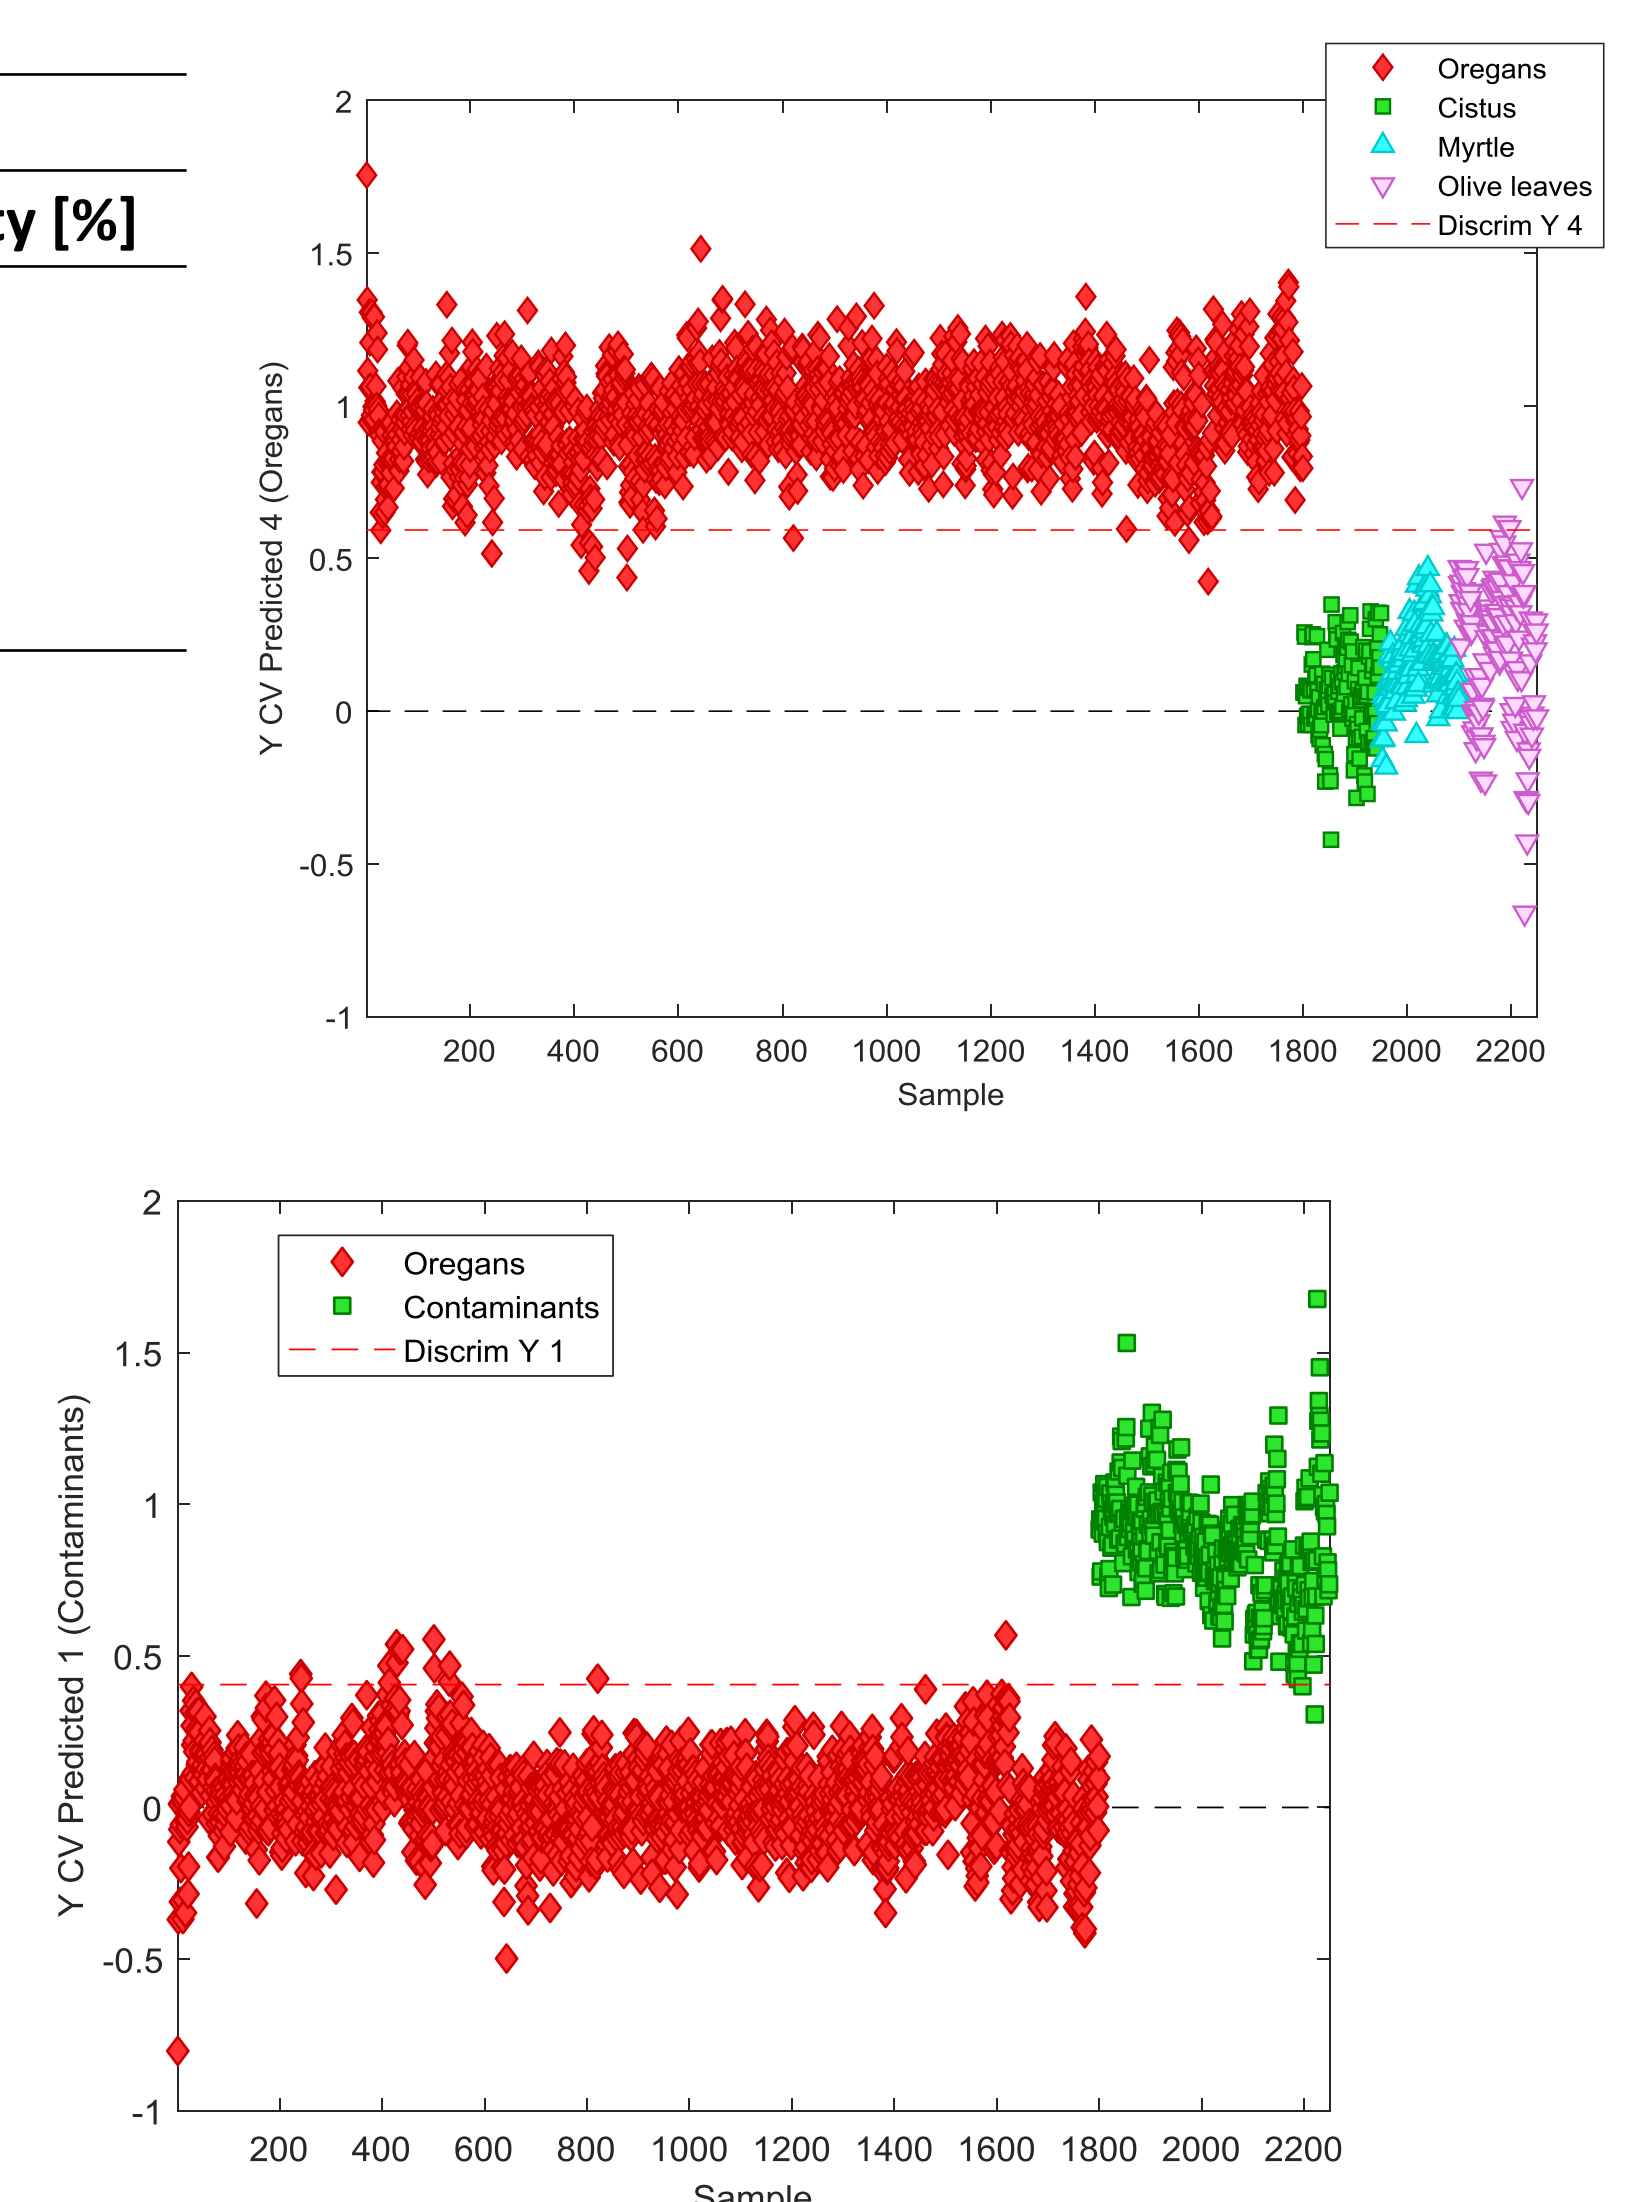 [%]
Oregans
Cistus
Myrtle
Olive leaves
Discrim Y 4
2
1.5
1
0.5
0
-0.5
-1
Y CV Predicted 4 (Oregans)
200 400 600 800 1000 1200 1400 1600 1800 2000 2200
Sample
Oregans
Contaminants
Discrim Y 1
2
1.5
1
0.5
0
-0.5
-1
Y CV Predicted 1 (Contaminants)
200 400 600 800 1000 1200 1400 1600 1800 2000 2200
Sample